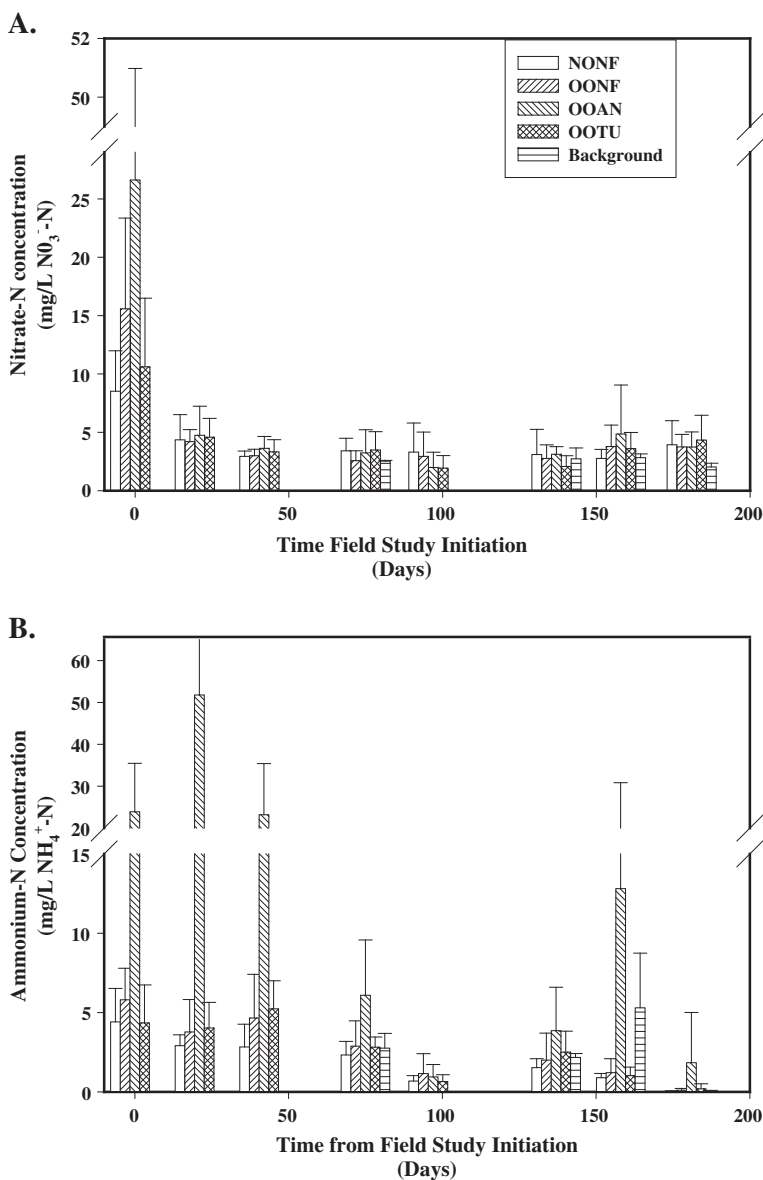 A.
52
50
25
20
15
10
5
0
Nitrate-N concentration
(mg/L N0₃⁻-N)
NONF
OONF
OOAN
OOTU
Background
0 50 100 150 200
Time Field Study Initiation
(Days)
B.
60
50
40
30
20
15
10
5
0
Ammonium-N Concentration
(mg/L NH₄⁺-N)
0 50 100 150 200
Time from Field Study Initiation
(Days)